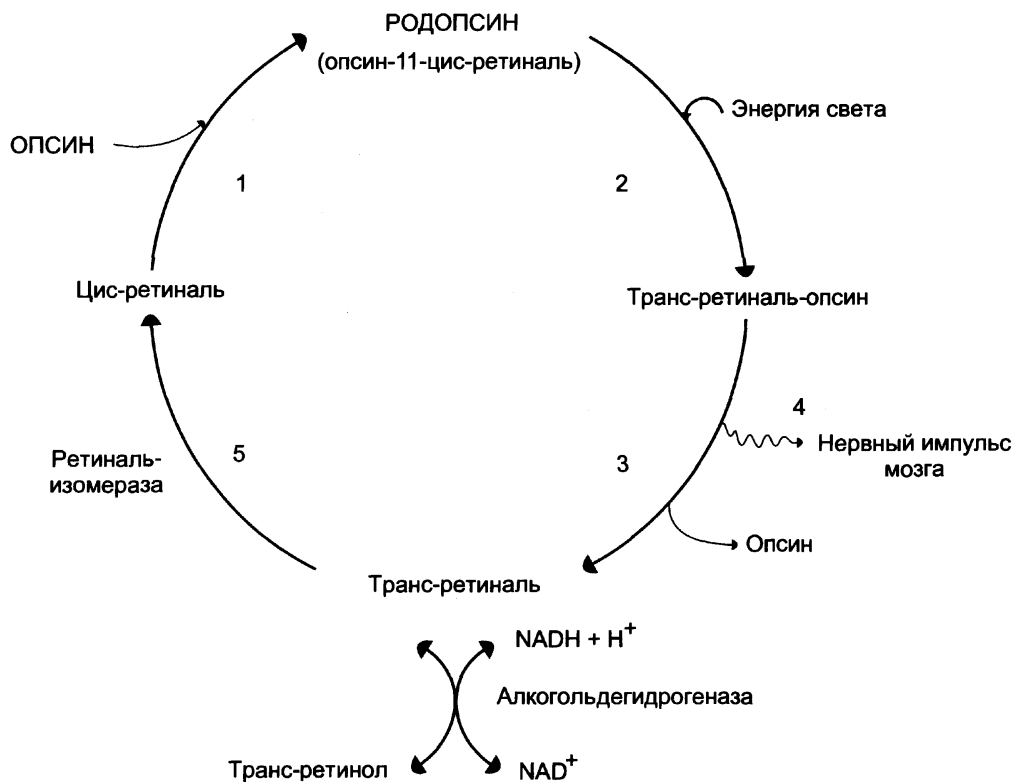 РОДОПСИН
(опсин-11-цис-ретиналь)
Энергия света
ОПСИН
1
2
Цис-ретиналь
Транс-ретиналь-опсин
4
Ретиналь-
изомераза
5
3
Нервный импульс
мозга
Опсин
Транс-ретиналь
NADH + H⁺
Алкогольдегидрогеназа
Транс-ретинол
NAD⁺